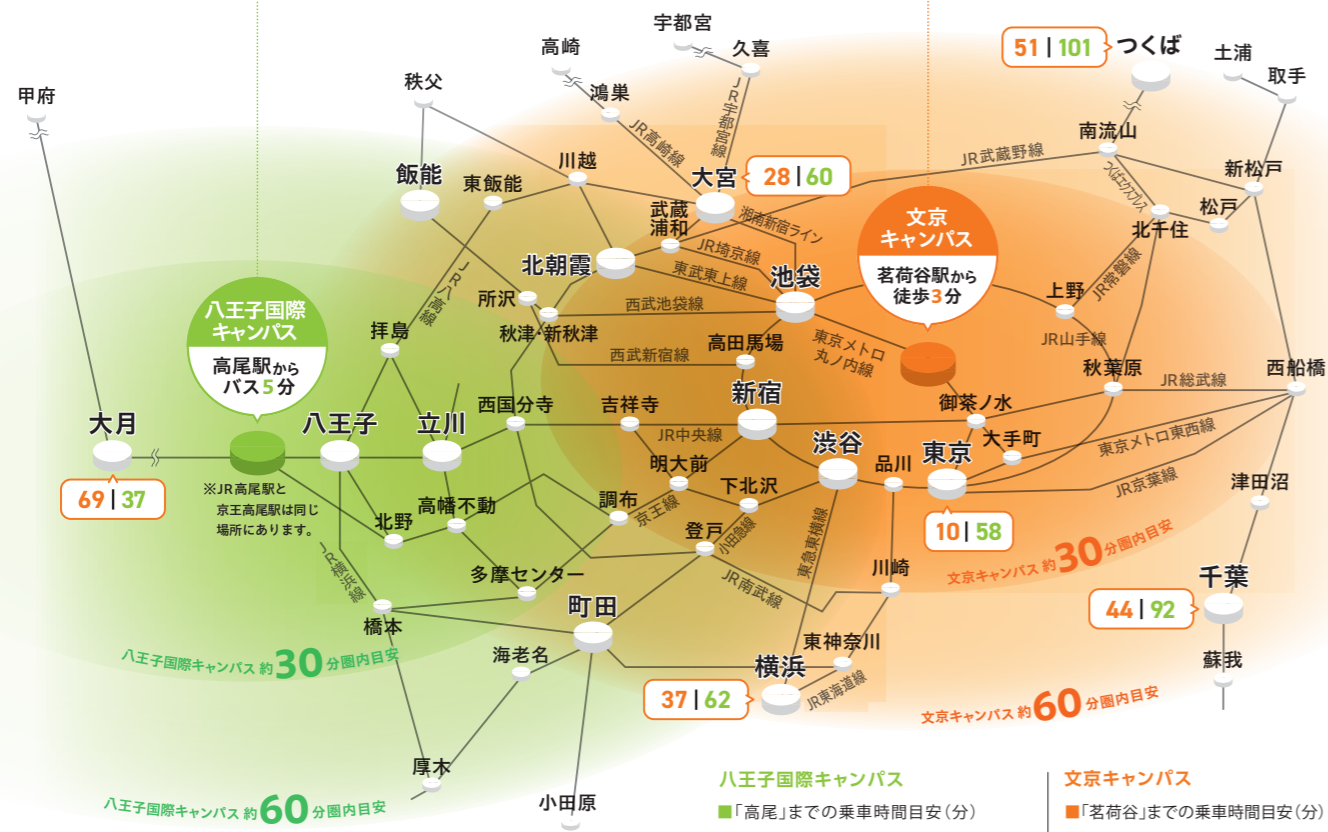 宇都宮
久喜
高崎
51 | 101
つくば
土浦
取手
甲府
秩父
鴻巣
JR高崎線
JR宇都宮線
南流山
JR武蔵野線
つくばエクスプレス
新松戸
川越
飯能
東飯能
大宮
28 | 60
松戸
北千住
武蔵
浦和
湘南新宿ライン
文京
キャンパス
茗荷谷駅から
徒歩3分
JR埼京線
北朝霞
東武東上線
池袋
JR八高線
所沢
西武池袋線
秋津・新秋津
上野
JR常磐線
JR山手線
八王子国際
キャンパス
高尾駅から
バス5分
拝島
西武新宿線
高田馬場
東京メトロ
丸ノ内線
秋葉原
JR総武線
西船橋
大月
八王子
立川
西国分寺
吉祥寺
新宿
JR中央線
御茶ノ水
大手町
東京メトロ東西線
渋谷
品川
東京
明大前
下北沢
JR京葉線
津田沼
69 | 37
※JR高尾駅と
京王高尾駅は同じ
場所にあります。
北野
高幡不動
調布
京王線
登戸
小田急線
東急東横線
10 | 58
文京キャンパス 約30分圏内目安
JR横浜線
多摩センター
JR南武線
川崎
千葉
44 | 92
橋本
町田
八王子国際キャンパス 約30分圏内目安
海老名
東神奈川
横浜
37 | 62
JR東海道線
蘇我
文京キャンパス 約60分圏内目安
厚木
小田原
八王子国際キャンパス 約60分圏内目安
八王子国際キャンパス
■「高尾」までの乗車時間目安(分)
文京キャンパス
■「茗荷谷」までの乗車時間目安(分)